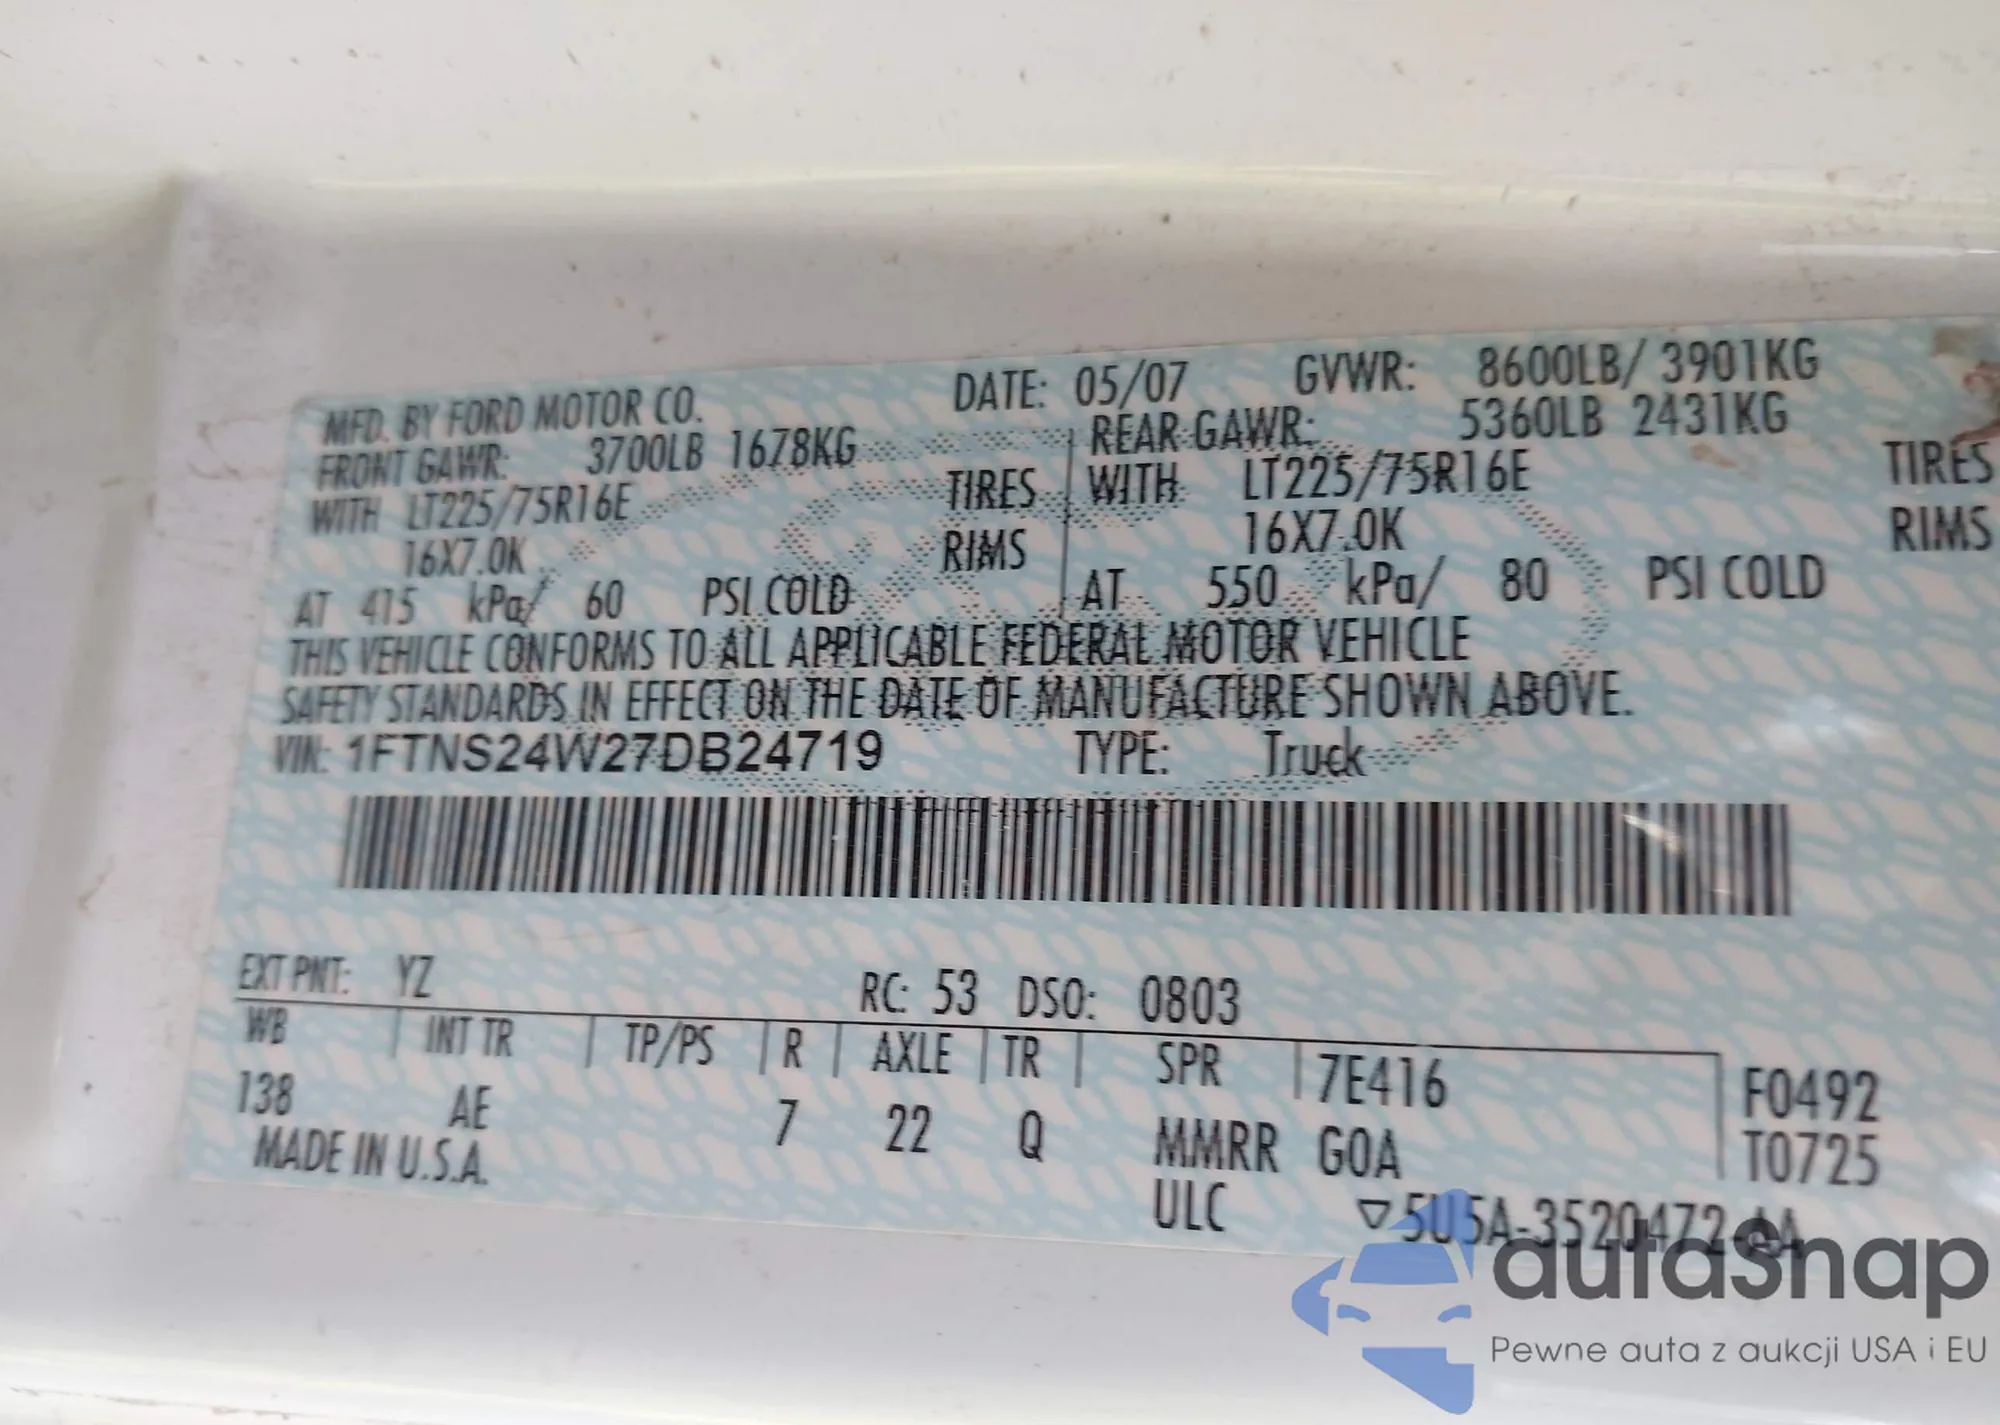 MFD. BY FORD MOTOR CO. DATE: 05/07 GVWR: 8600LB/ 3901KG
FRONT GAWR: 3700LB 1678KG REAR GAWR: 5360LB 2431KG
WITH LT225/75R16E TIRES WITH LT225/75R16E TIRES
16X7.0K RIMS 16X7.0K RIMS
AT 415 kPa/ 60 PSI COLD AT 550 kPa/ 80 PSI COLD
THIS VEHICLE CONFORMS TO ALL APPLICABLE FEDERAL MOTOR VEHICLE
SAFETY STANDARDS IN EFFECT ON THE DATE OF MANUFACTURE SHOWN ABOVE.
VIN: 1FTNS24W27DB24719 TYPE: Truck
EXT PNT: YZ RC: 53 DSO: 0803
WB INT TR TP/PS R AXLE TR SPR 7E416 F0492
138 AE 7 22 Q MMRR GOA T0725
MADE IN U.S.A. ULC ▽5U5A-3520472-AA
autasnap
Pewne auta z aukcji USA i EU